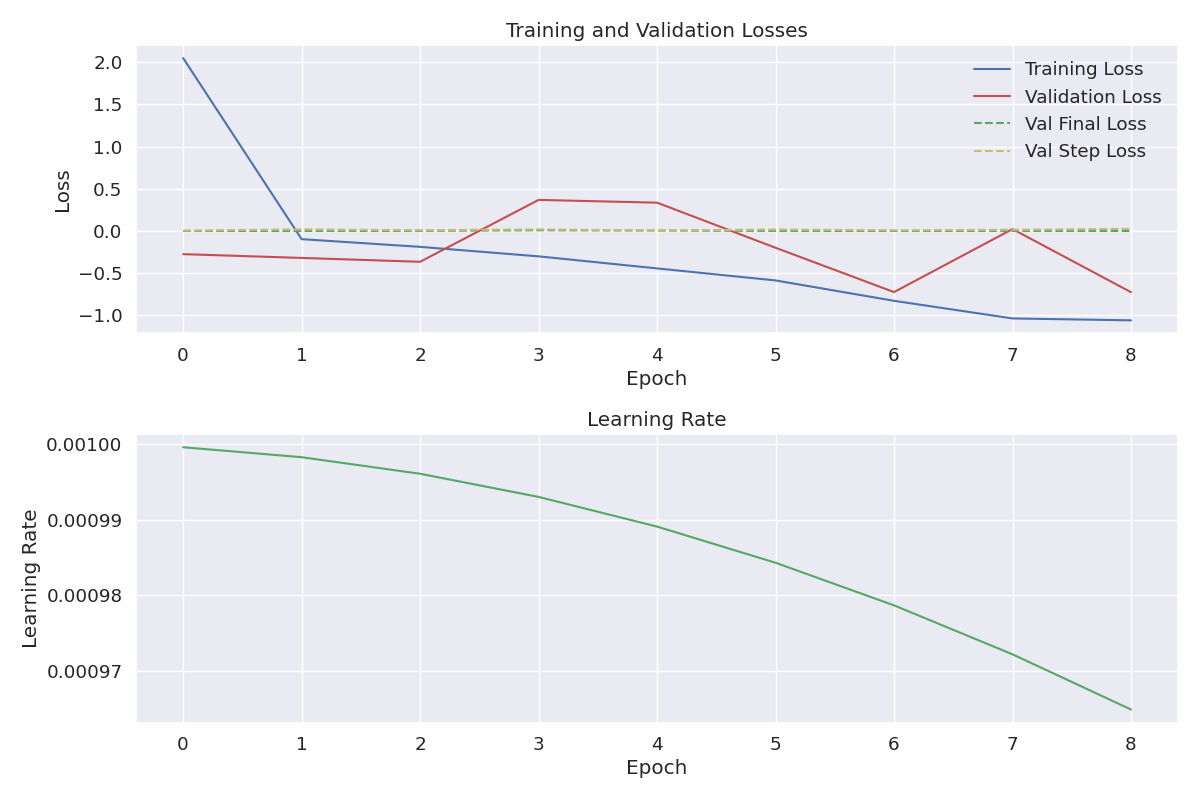 Training and Validation Losses
2.0
1.5
1.0
0.5
0.0
−0.5
−1.0
Loss
Training Loss
Validation Loss
Val Final Loss
Val Step Loss
0 1 2 3 4 5 6 7 8
Epoch
Learning Rate
0.00100
0.00099
0.00098
0.00097
Learning Rate
0 1 2 3 4 5 6 7 8
Epoch